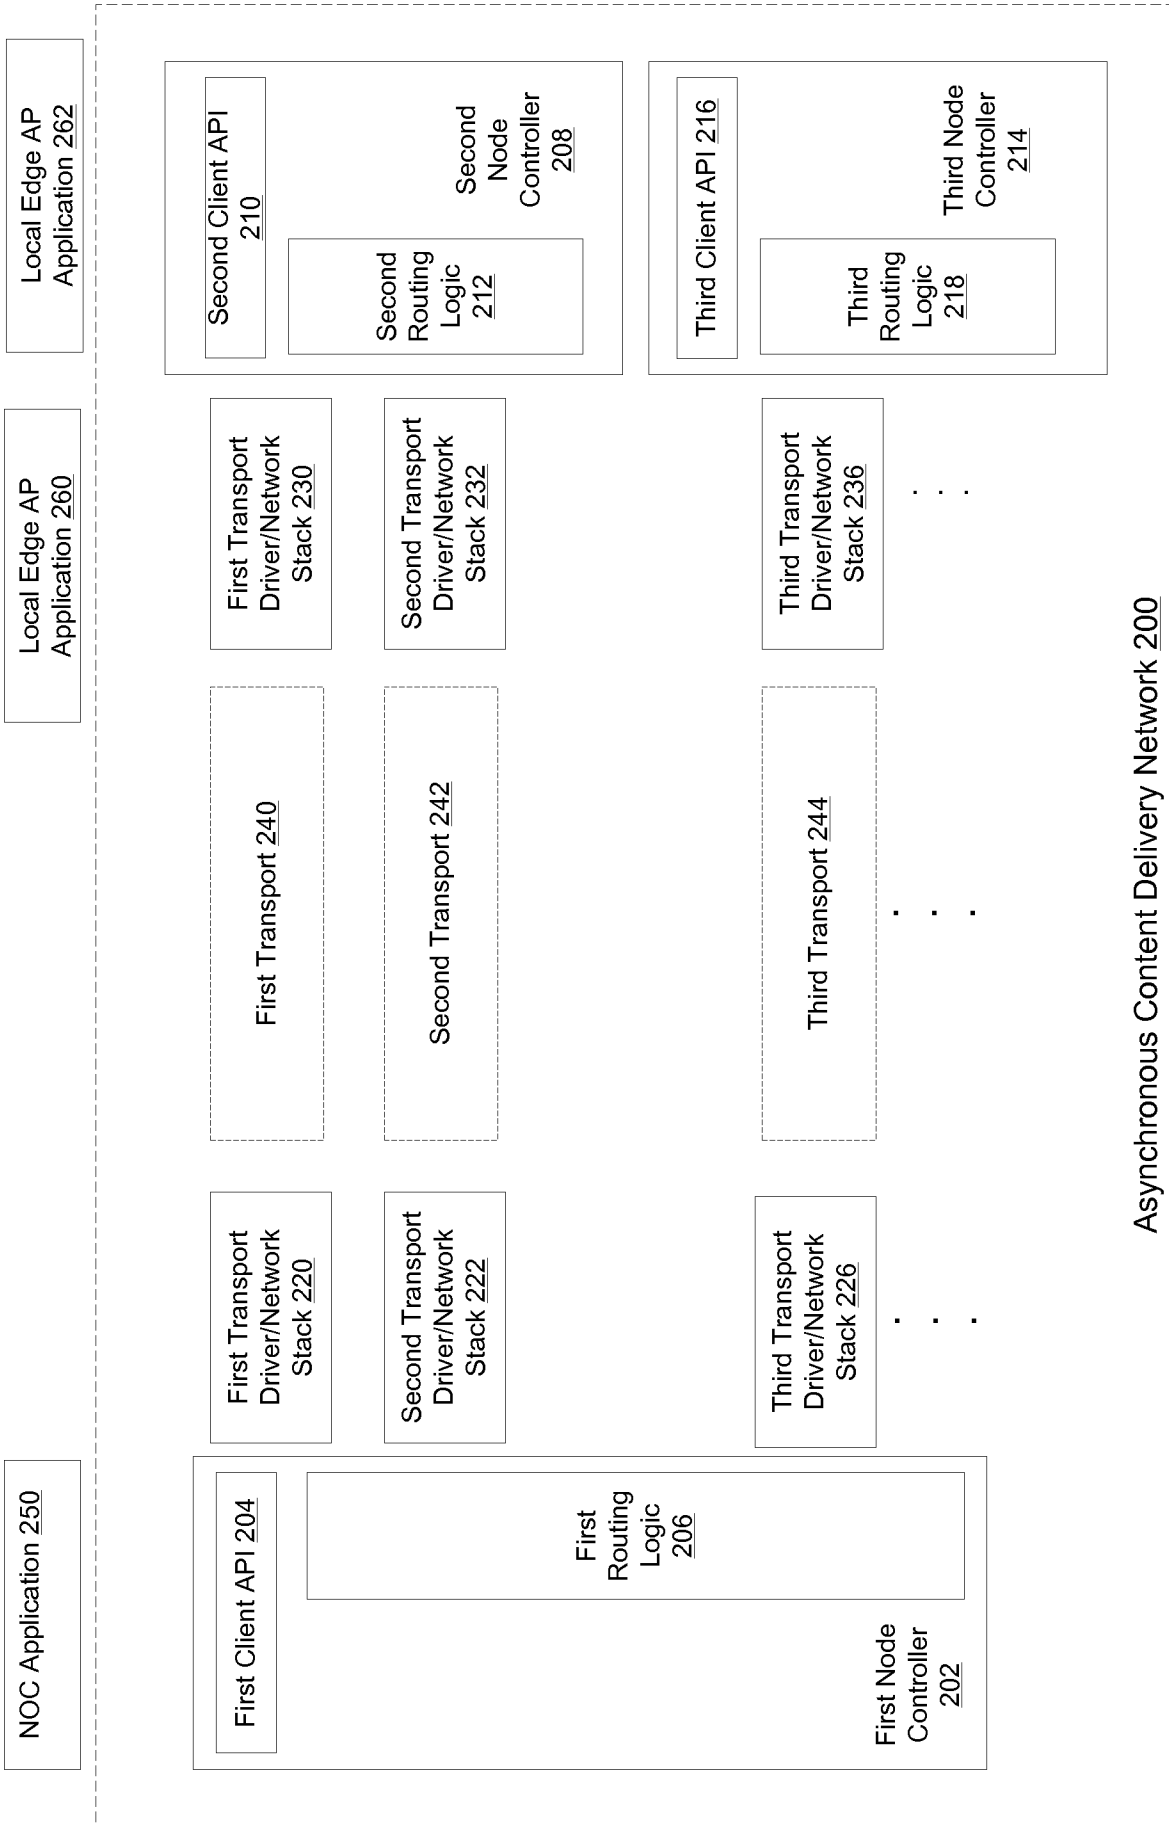 NOC Application 250
Local Edge AP
Application 260
Local Edge AP
Application 262
First Client API 204
First
Routing
Logic
206
First Node
Controller
202
First Transport
Driver/Network
Stack 220
Second Transport
Driver/Network
Stack 222
Third Transport
Driver/Network
Stack 226
. . .
First Transport 240
Second Transport 242
Third Transport 244
. . .
First Transport
Driver/Network
Stack 230
Second Transport
Driver/Network
Stack 232
Third Transport
Driver/Network
Stack 236
. . .
Second Client API
210
Second
Routing
Logic
212
Second
Node
Controller
208
Third Client API 216
Third
Routing
Logic
218
Third Node
Controller
214
Asynchronous Content Delivery Network 200